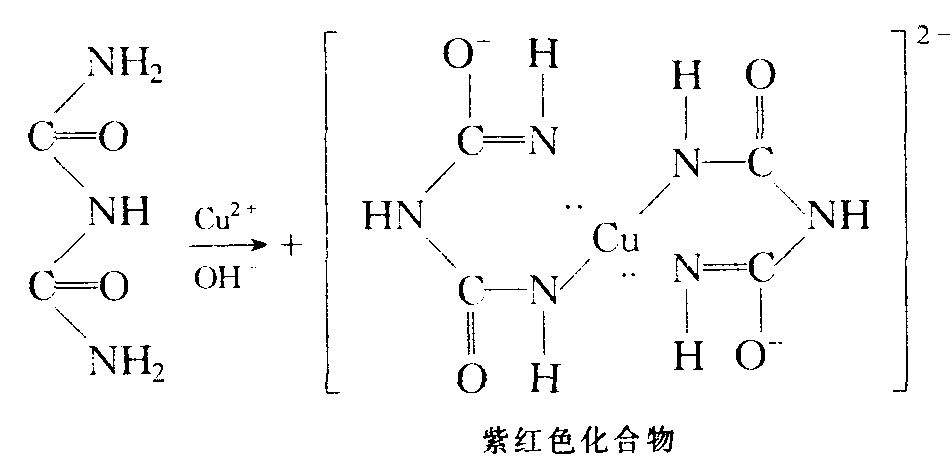 NH₂
C=O
NH
C=O
NH₂
Cu²⁺
OH⁻
+
O⁻ H
C=N
HN
C—N
O H
Cu
H O
N—C
NH
N=C
H O⁻
2−
紫红色化合物